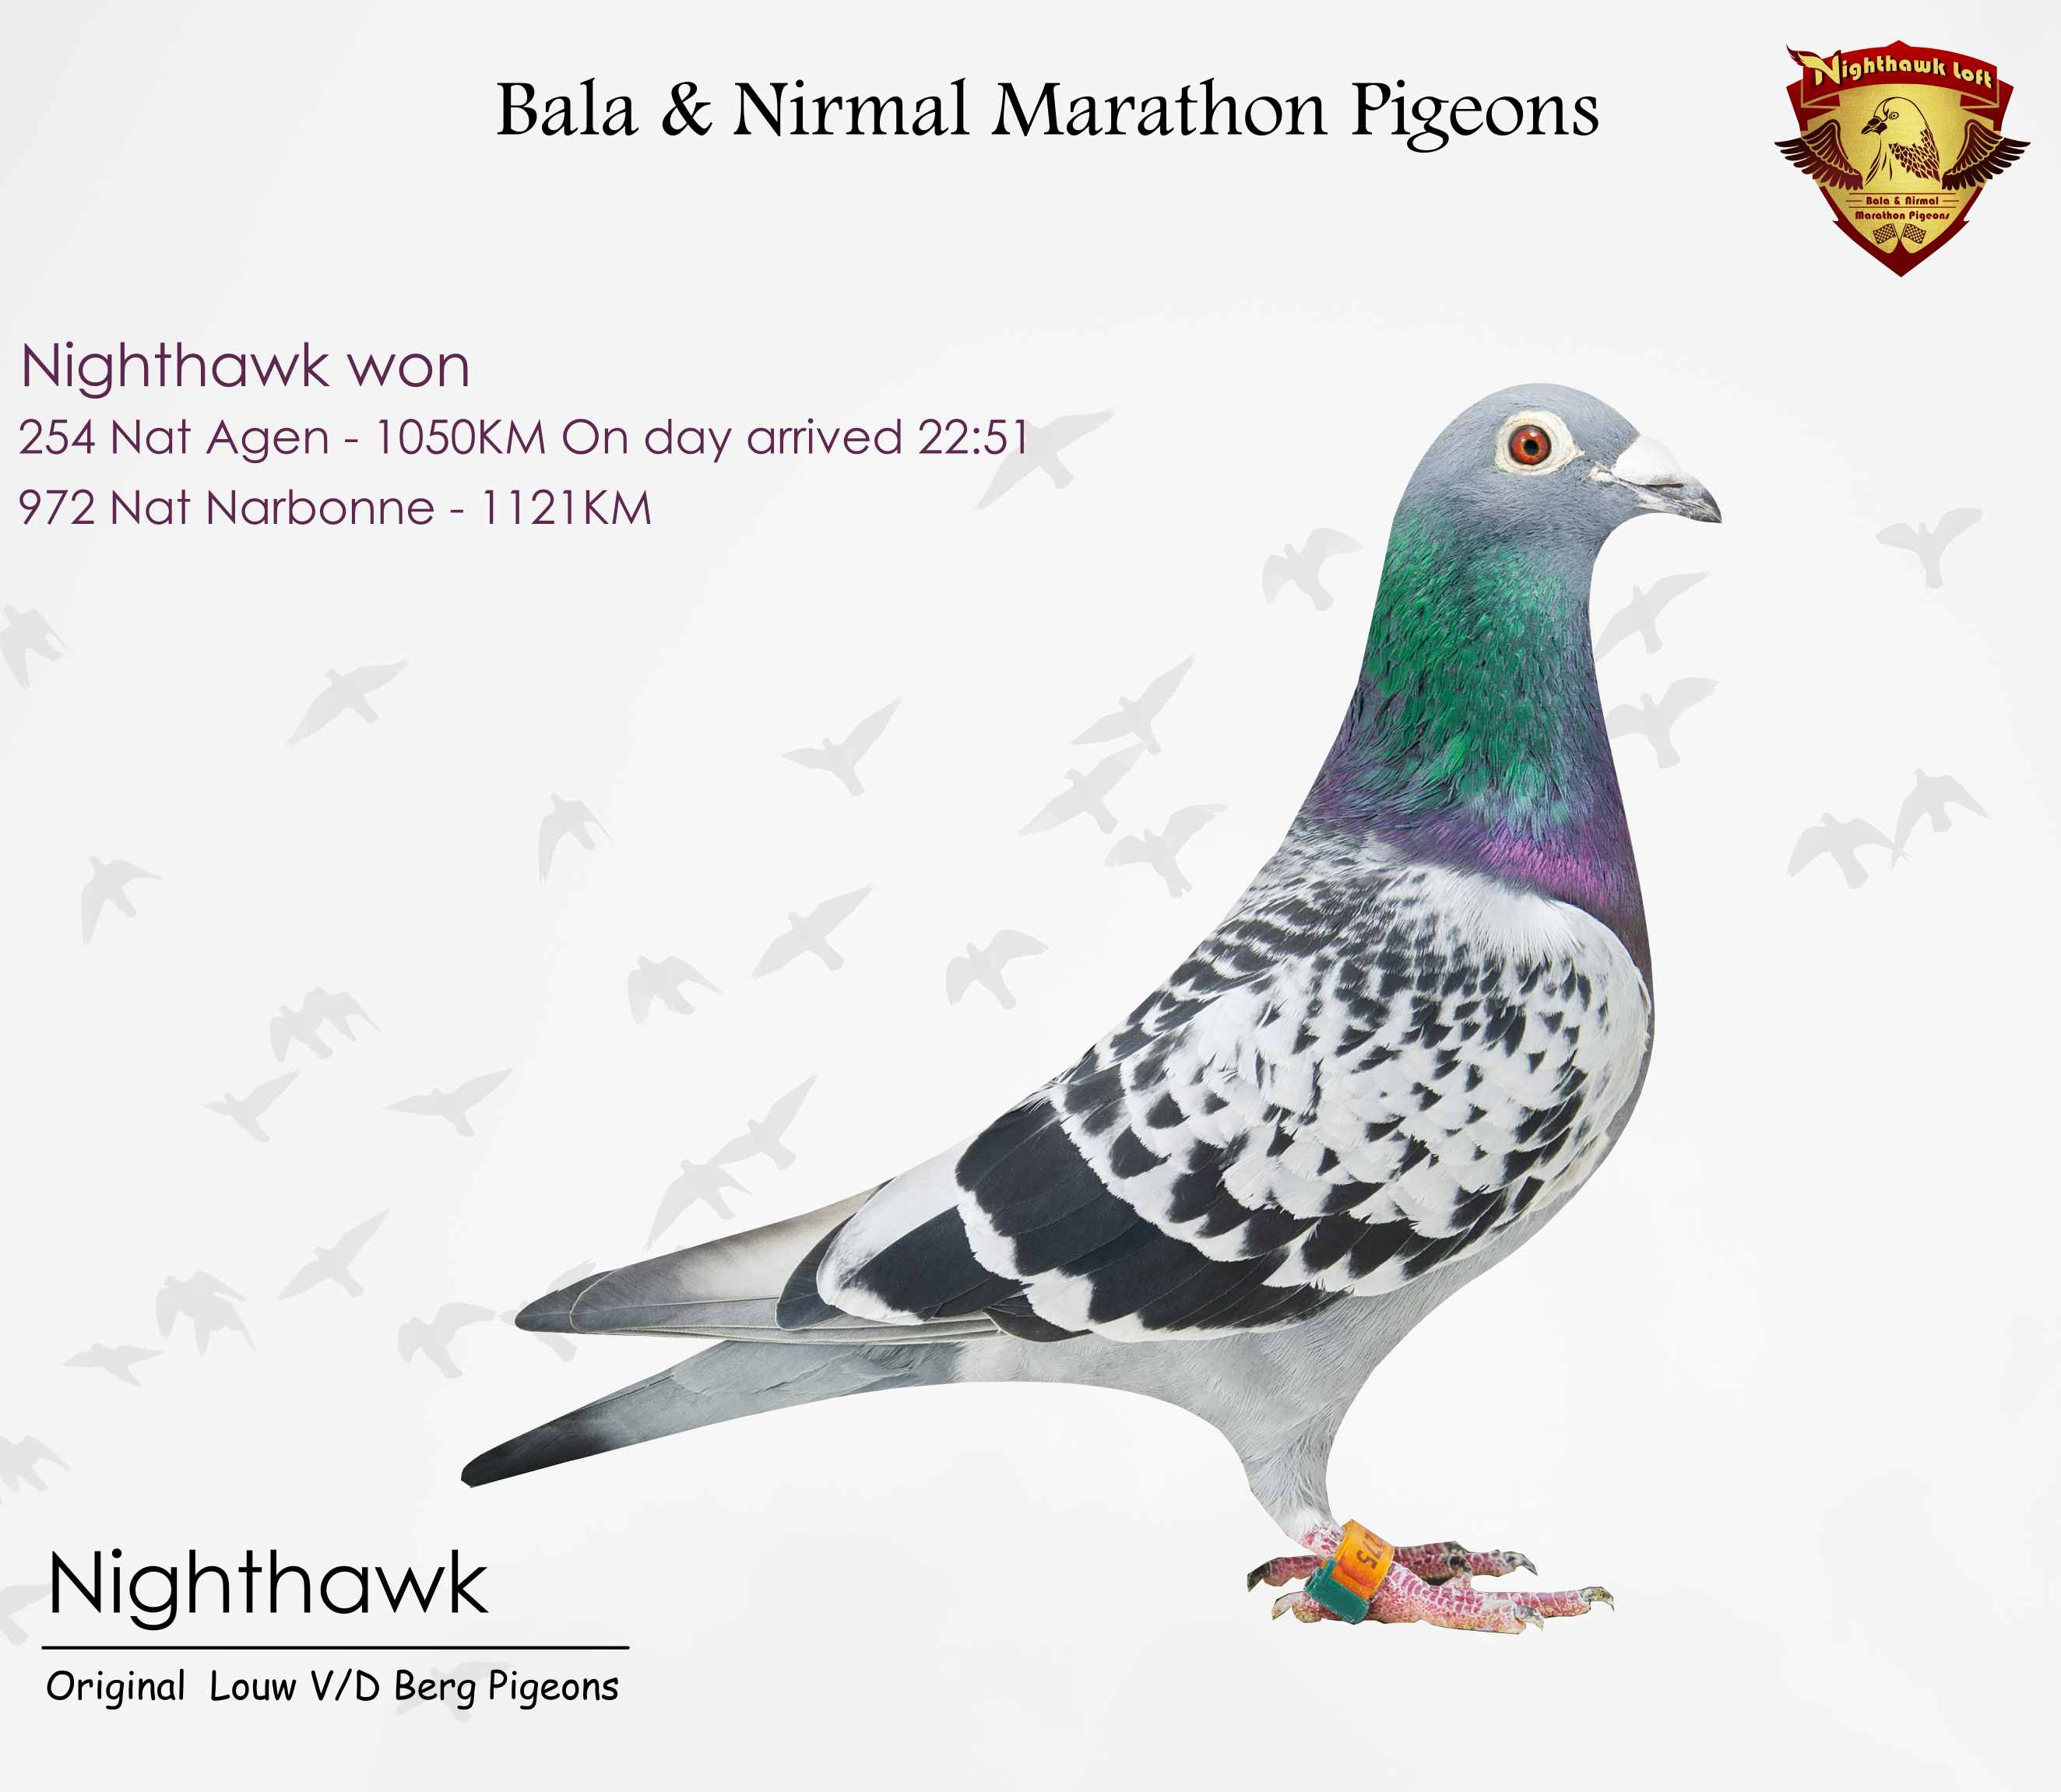 Bala & Nirmal Marathon Pigeons
Nighthawk Loft
Bala & Nirmal
Marathon Pigeons
Nighthawk won
254 Nat Agen - 1050KM On day arrived 22:51
972 Nat Narbonne - 1121KM
275
Nighthawk
Original Louw V/D Berg Pigeons